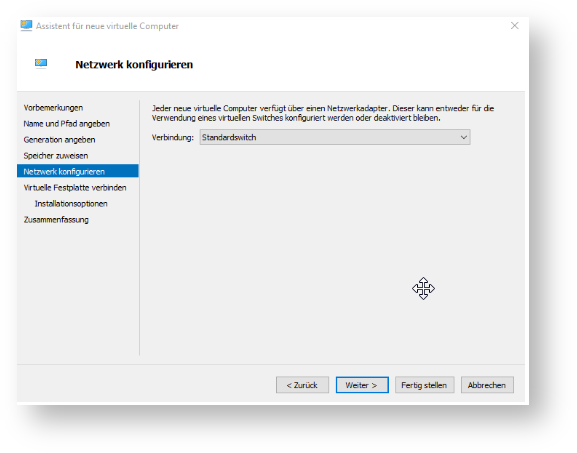 Assistent für neue virtuelle Computer
Netzwerk konfigurieren
Vorbemerkungen
Name und Pfad angeben
Generation angeben
Speicher zuweisen
Netzwerk konfigurieren
Virtuelle Festplatte verbinden
Installationsoptionen
Zusammenfassung
Jeder neue virtuelle Computer verfügt über einen Netzwerkadapter. Dieser kann entweder für die
Verwendung eines virtuellen Switches konfiguriert werden oder deaktiviert bleiben.
Verbindung: Standardswitch
< Zurück Weiter > Fertig stellen Abbrechen